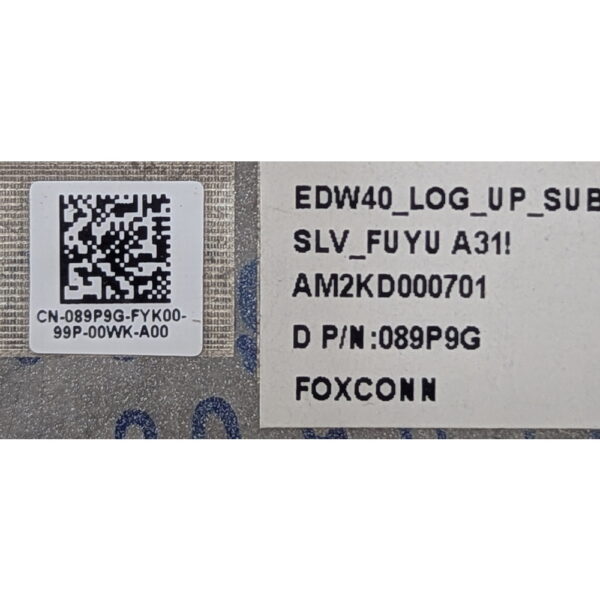 CN-089P9G-FYK00-
99P-00WK-A00
EDW40_LOG_UP_SUB
SLV_FUYU A31!
AM2KD000701
D P/N:089P9G
FOXCONN